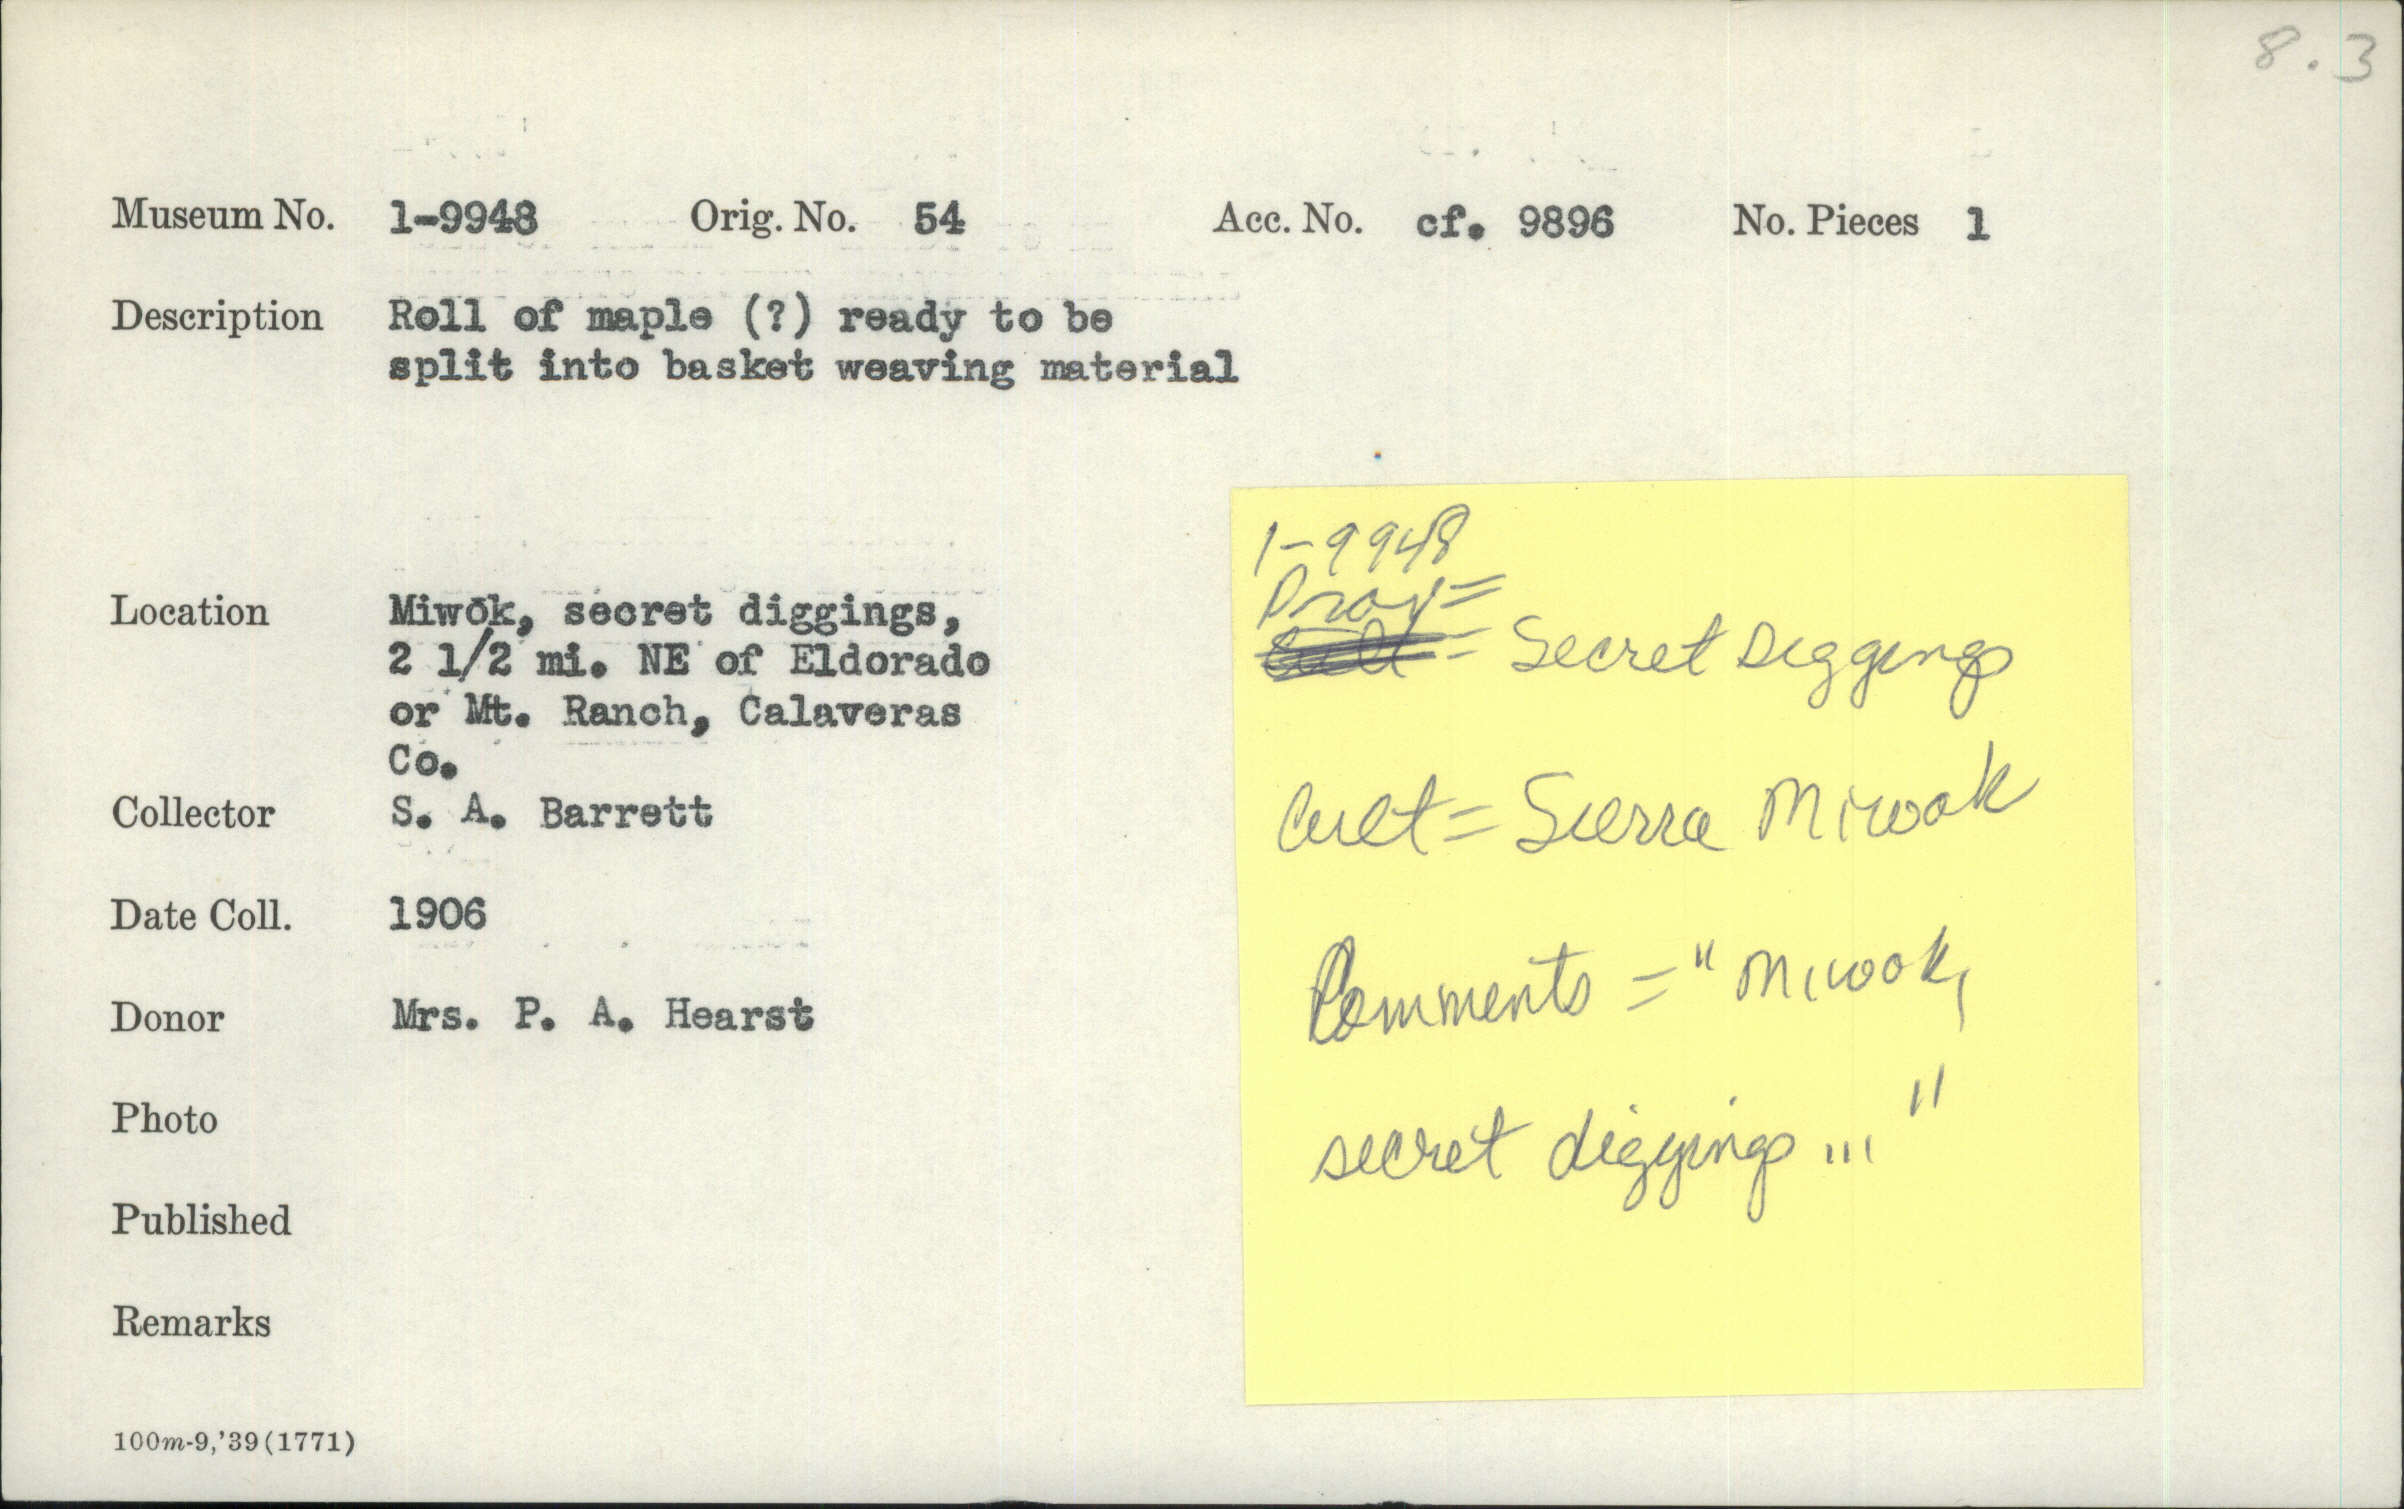 8.3
Museum No. 1-9948 Orig. No. 54 Acc. No. cf. 9896 No. Pieces 1
Description Roll of maple (?) ready to be
split into basket weaving material
Location Miwōk, secret diggings,
2 1/2 mi. NE of Eldorado
or Mt. Ranch, Calaveras
Co.
Collector S. A. Barrett
Date Coll. 1906
Donor Mrs. P. A. Hearst
Photo
Published
Remarks
100m-9,'39(1771)
1-9948
Prov=
Cult = Secret Diggings
Cult = Sierra Miwok
Comments = "Miwok,
secret diggings ..."